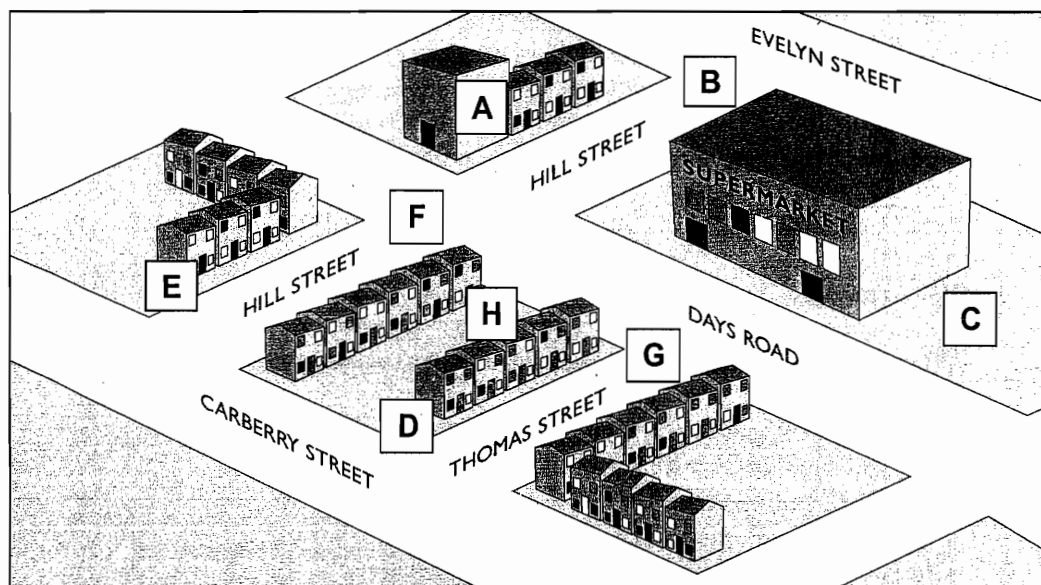 EVELYN STREET
B
A
HILL STREET
SUPERMARKET
F
E
HILL STREET
H
C
DAYS ROAD
G
D
THOMAS STREET
CARBERRY STREET